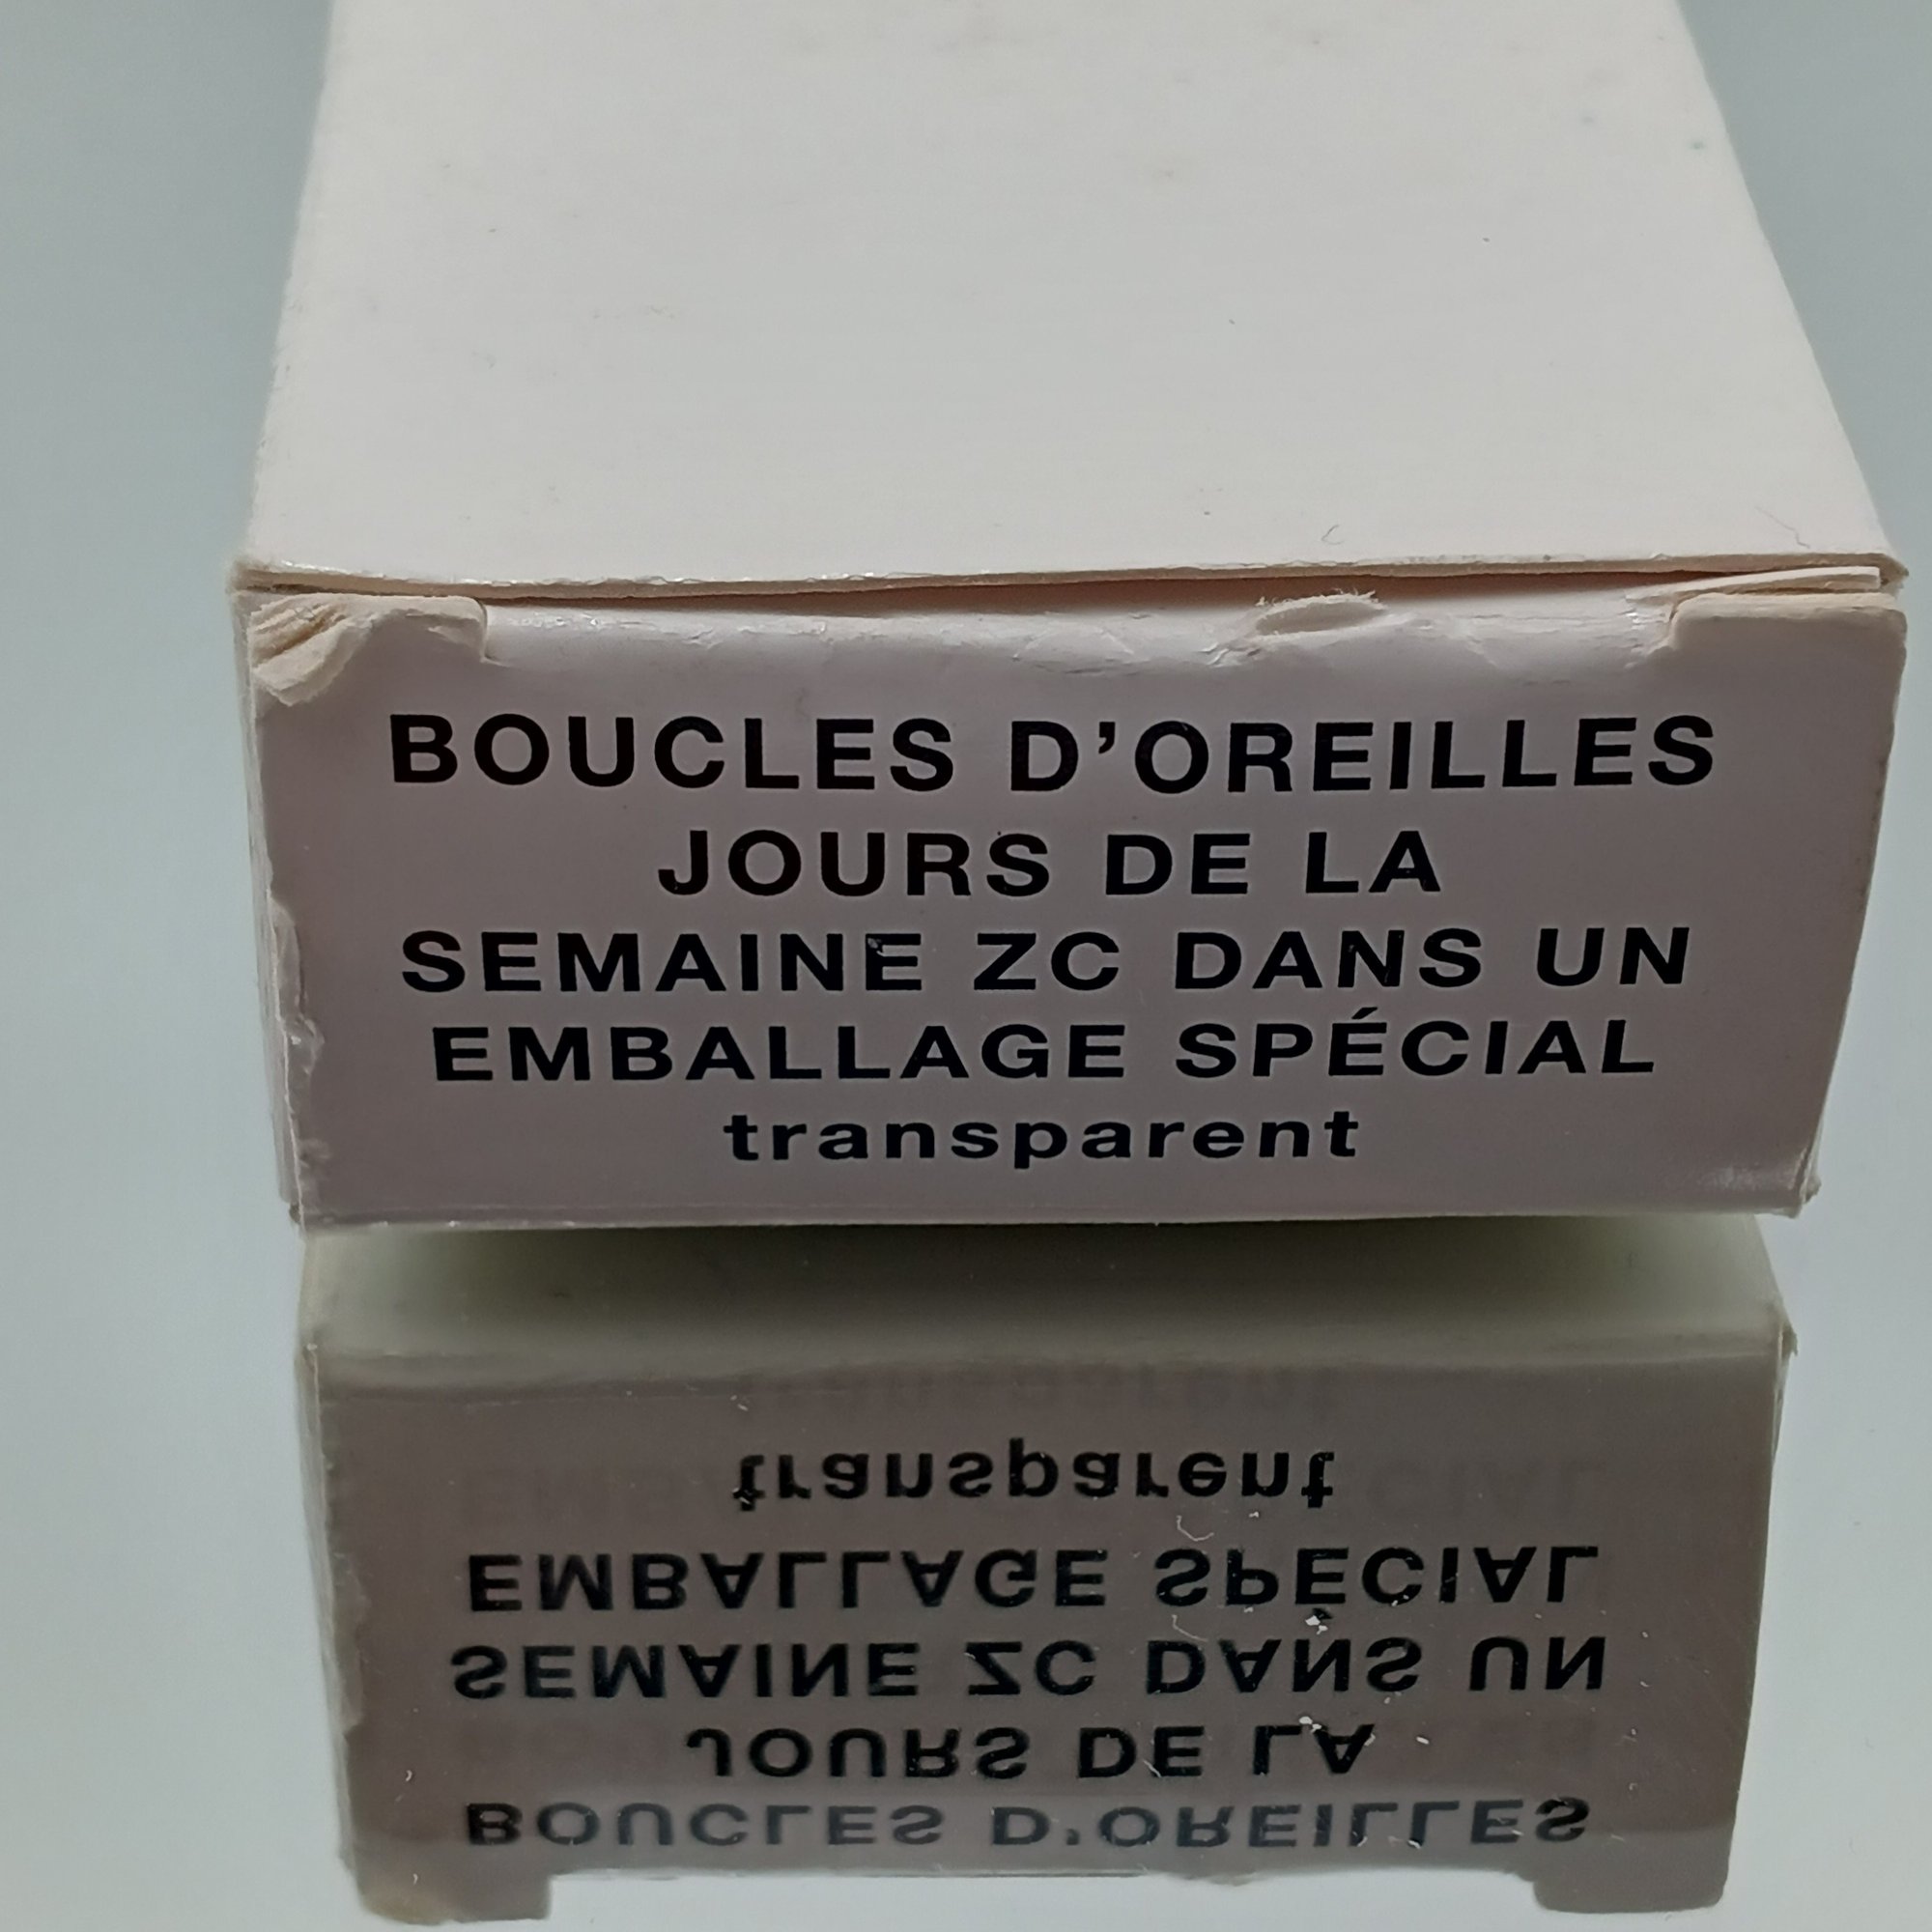 BOUCLES D'OREILLES
JOURS DE LA
SEMAINE ZC DANS UN
EMBALLAGE SPÉCIAL
transparent